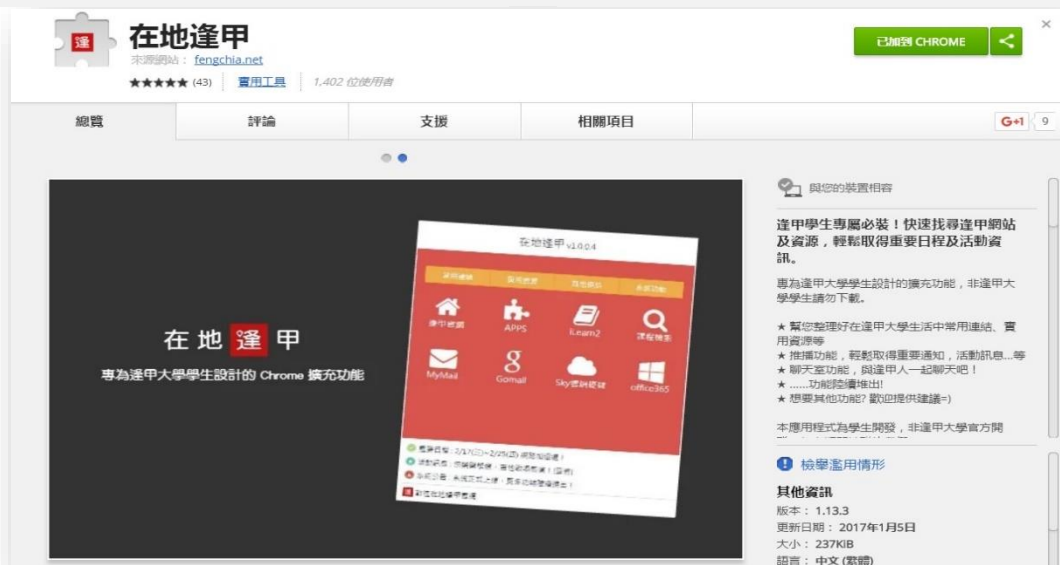 逢
在地逢甲
來源網站： fengchia.net
★★★★★ (43) 實用工具 1,402 位使用者
已加到 CHROME
總覽 評論 支援 相關項目
G+1 9
在地 逢 甲
專為逢甲大學學生設計的 Chrome 擴充功能
在地逢甲 v1.0.0.4
APPS
iLearn2
MyMail
Gomail
office365
與您的裝置相容
逢甲學生專屬必裝！快速找尋逢甲網站
及資源，輕鬆取得重要日程及活動資
訊。
專為逢甲大學學生設計的擴充功能，非逢甲大
學學生請勿下載。
★ 幫您整理好在逢甲大學生活中常用連結、實
用資源等
★ 推播功能，輕鬆取得重要通知，活動訊息...等
★ 聊天室功能，與逢甲人一起聊天吧！
★ ......功能陸續堆出!
★ 想要其他功能? 歡迎提供建議=)
本應用程式為學生開發，非逢甲大學官方開
檢舉濫用情形
其他資訊
版本： 1.13.3
更新日期： 2017年1月5日
大小： 237KiB
語言： 中文 (繁體)